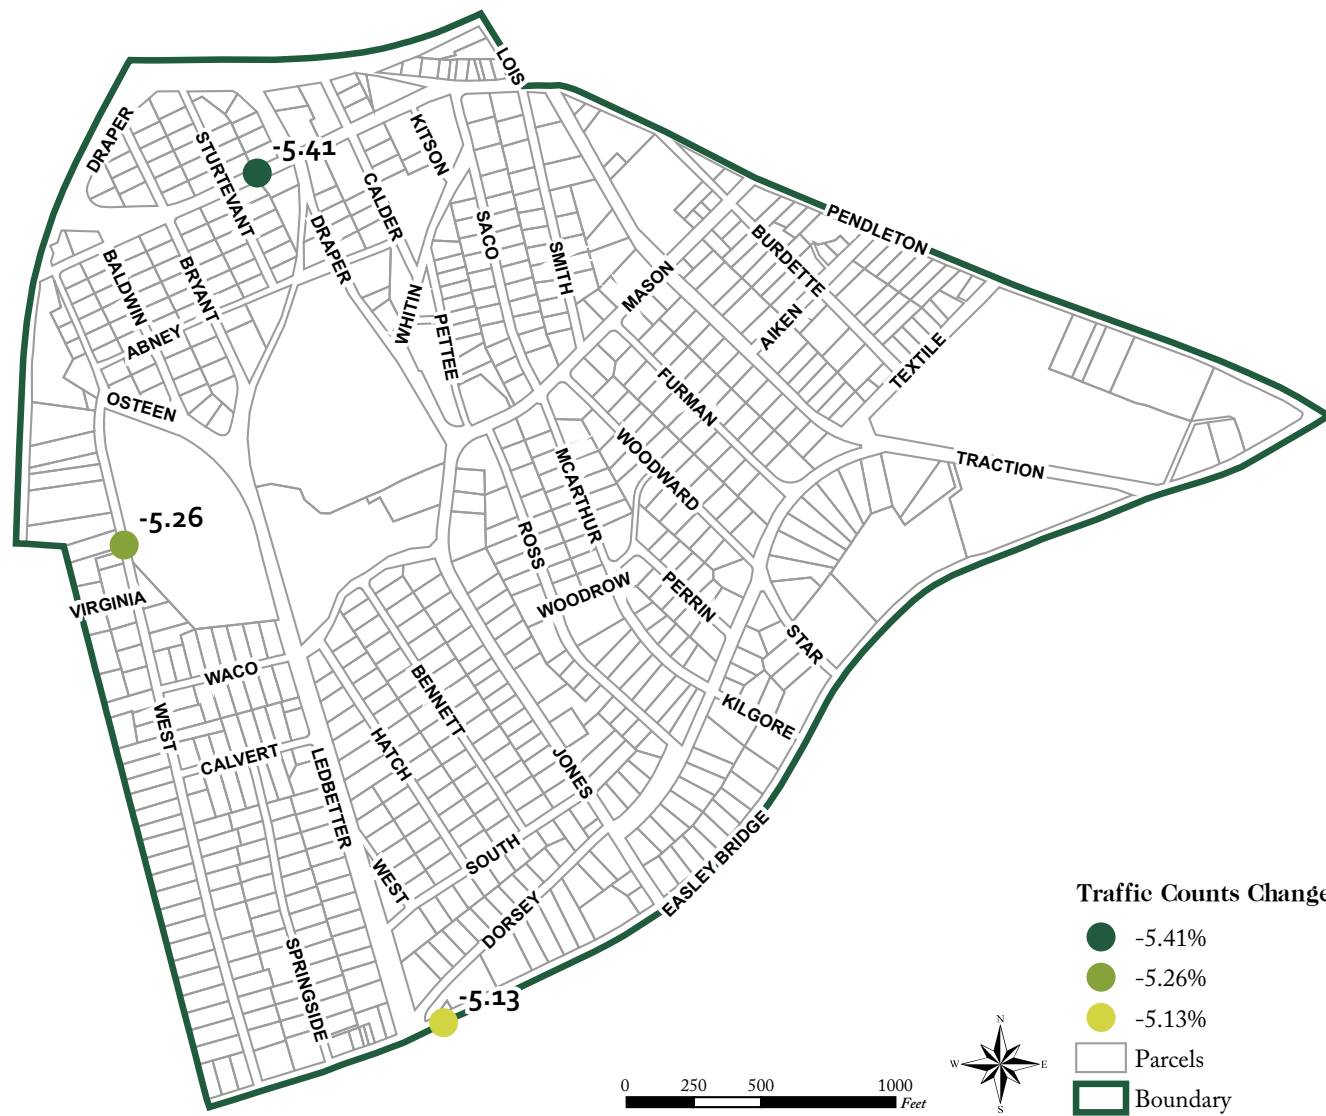 LOIS
DRAPER
STURTEVANT
-5.41
KITSON
CALDER
DRAPER
SACO
SMITH
PENDLETON
BURDETTE
MASON
AIKEN
TEXTILE
BALDWIN
BRYANT
ABNEY
WHITIN
PETTEE
OSTEEN
FURMAN
WOODWARD
MCARTHUR
TRACTION
-5.26
ROSS
WOODROW
PERRIN
VIRGINIA
STAR
WACO
BENNETT
KILGORE
WEST
CALVERT
HATCH
JONES
LEDBETTER
WEST
SOUTH
EASLEY BRIDGE
DORSEY
SPRINGSIDE
-5.13
Traffic Counts Change
-5.41%
-5.26%
-5.13%
Parcels
Boundary
N
W E
S
0 250 500 1000
Feet